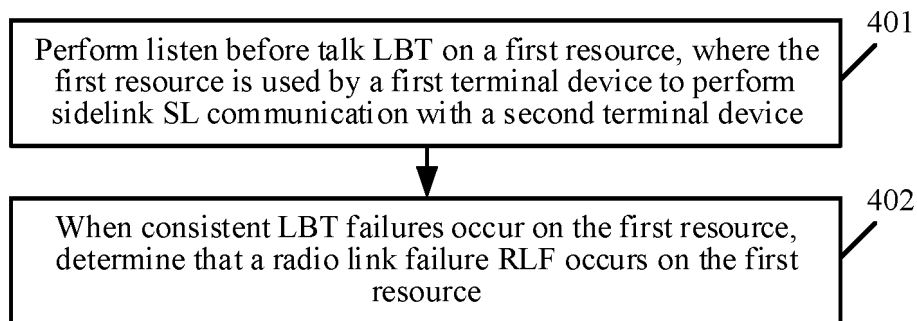 401
Perform listen before talk LBT on a first resource, where the
first resource is used by a first terminal device to perform
sidelink SL communication with a second terminal device
402
When consistent LBT failures occur on the first resource,
determine that a radio link failure RLF occurs on the first
resource